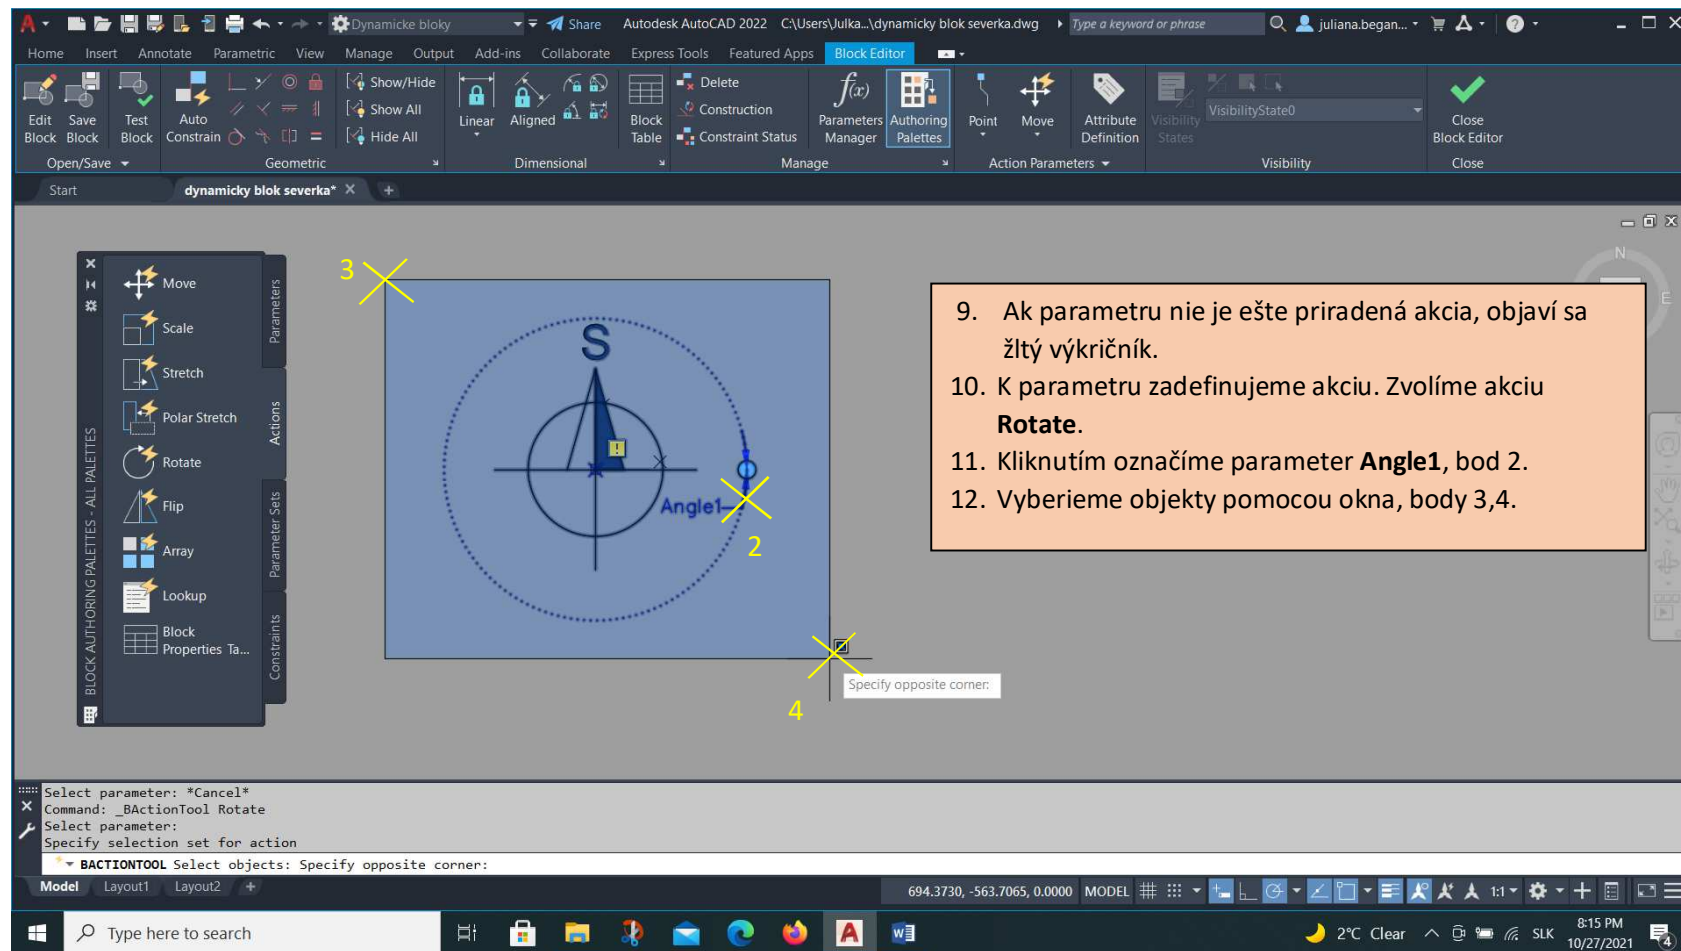 Dynamicke bloky
Share
Autodesk AutoCAD 2022 C:\Users\Julka...\dynamicky blok severka.dwg
Type a keyword or phrase
juliana.began...
Home Insert Annotate Parametric View Manage Output Add-ins Collaborate Express Tools Featured Apps Block Editor
Edit Block
Save Block
Test Block
Auto Constrain
Show/Hide
Show All
Hide All
Linear
Aligned
Block Table
Delete
Construction
Constraint Status
Parameters Manager
Authoring Palettes
Point
Move
Attribute Definition
Visibility States
VisibilityState0
Close Block Editor
Open/Save
Geometric
Dimensional
Manage
Action Parameters
Visibility
Close
Start
dynamicky blok severka*
N
E
Move
Scale
Stretch
Polar Stretch
Rotate
Flip
Array
Lookup
Block
Properties Ta...
Parameters
Actions
Parameter Sets
Constraints
BLOCK AUTHORING PALETTES - ALL PALETTES
3
S
!
Angle1
2
4
Specify opposite corner:
9. Ak parametru nie je ešte priradená akcia, objaví sa
žltý výkričník.
10. K parametru zadefinujeme akciu. Zvolíme akciu
Rotate.
11. Kliknutím označíme parameter Angle1, bod 2.
12. Vyberieme objekty pomocou okna, body 3,4.
Select parameter: *Cancel*
Command: _BActionTool Rotate
Select parameter:
Specify selection set for action
BACTIONTOOL Select objects: Specify opposite corner:
Model Layout1 Layout2 +
694.3730, -563.7065, 0.0000 MODEL
1:1
Type here to search
2°C Clear
SLK
8:15 PM
10/27/2021
4